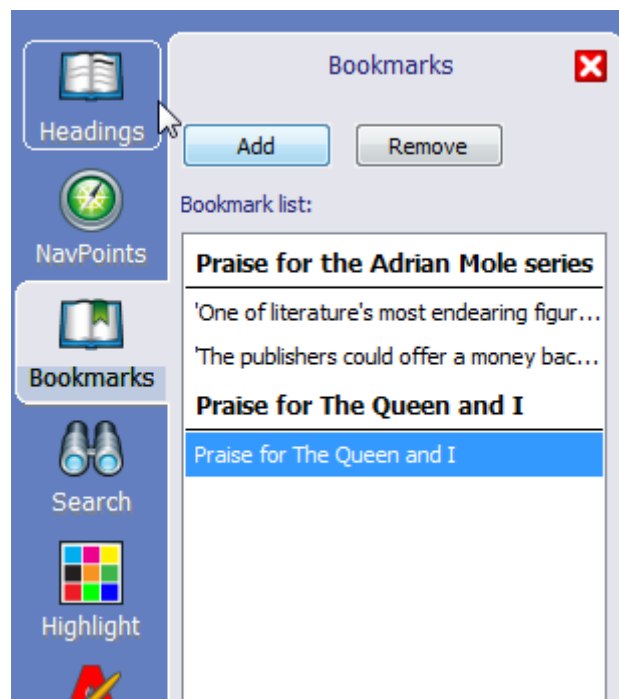 Bookmarks
Headings
Add
Remove
Bookmark list:
NavPoints
Praise for the Adrian Mole series
'One of literature's most endearing figur...
'The publishers could offer a money bac...
Bookmarks
Praise for The Queen and I
Praise for The Queen and I
Search
Highlight